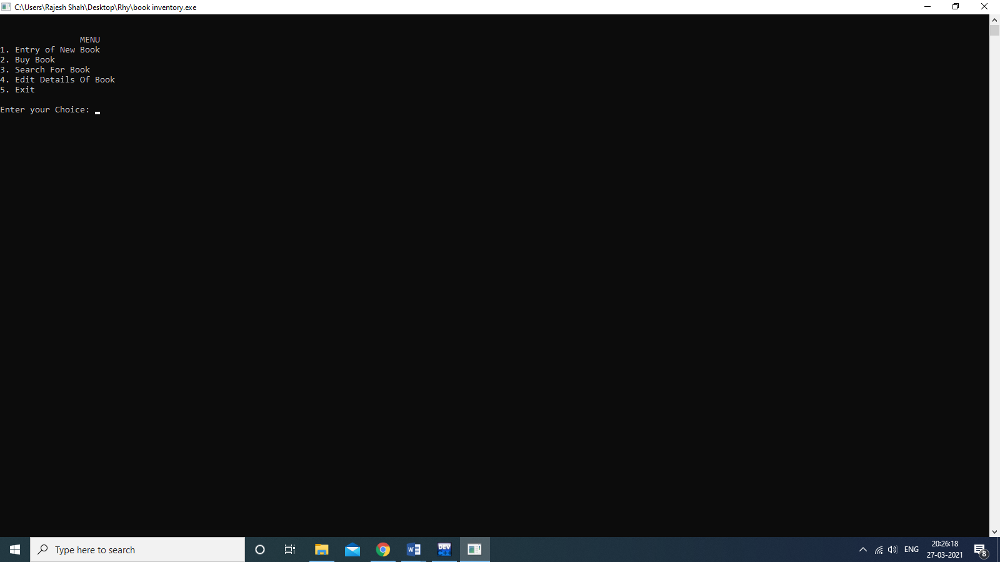 C:\Users\Rajesh Shah\Desktop\Rhy\book inventory.exe
MENU
1. Entry of New Book
2. Buy Book
3. Search For Book
4. Edit Details Of Book
5. Exit
Enter your Choice:
Type here to search
W
DEV
C++
ENG
20:26:18
27-03-2021
8